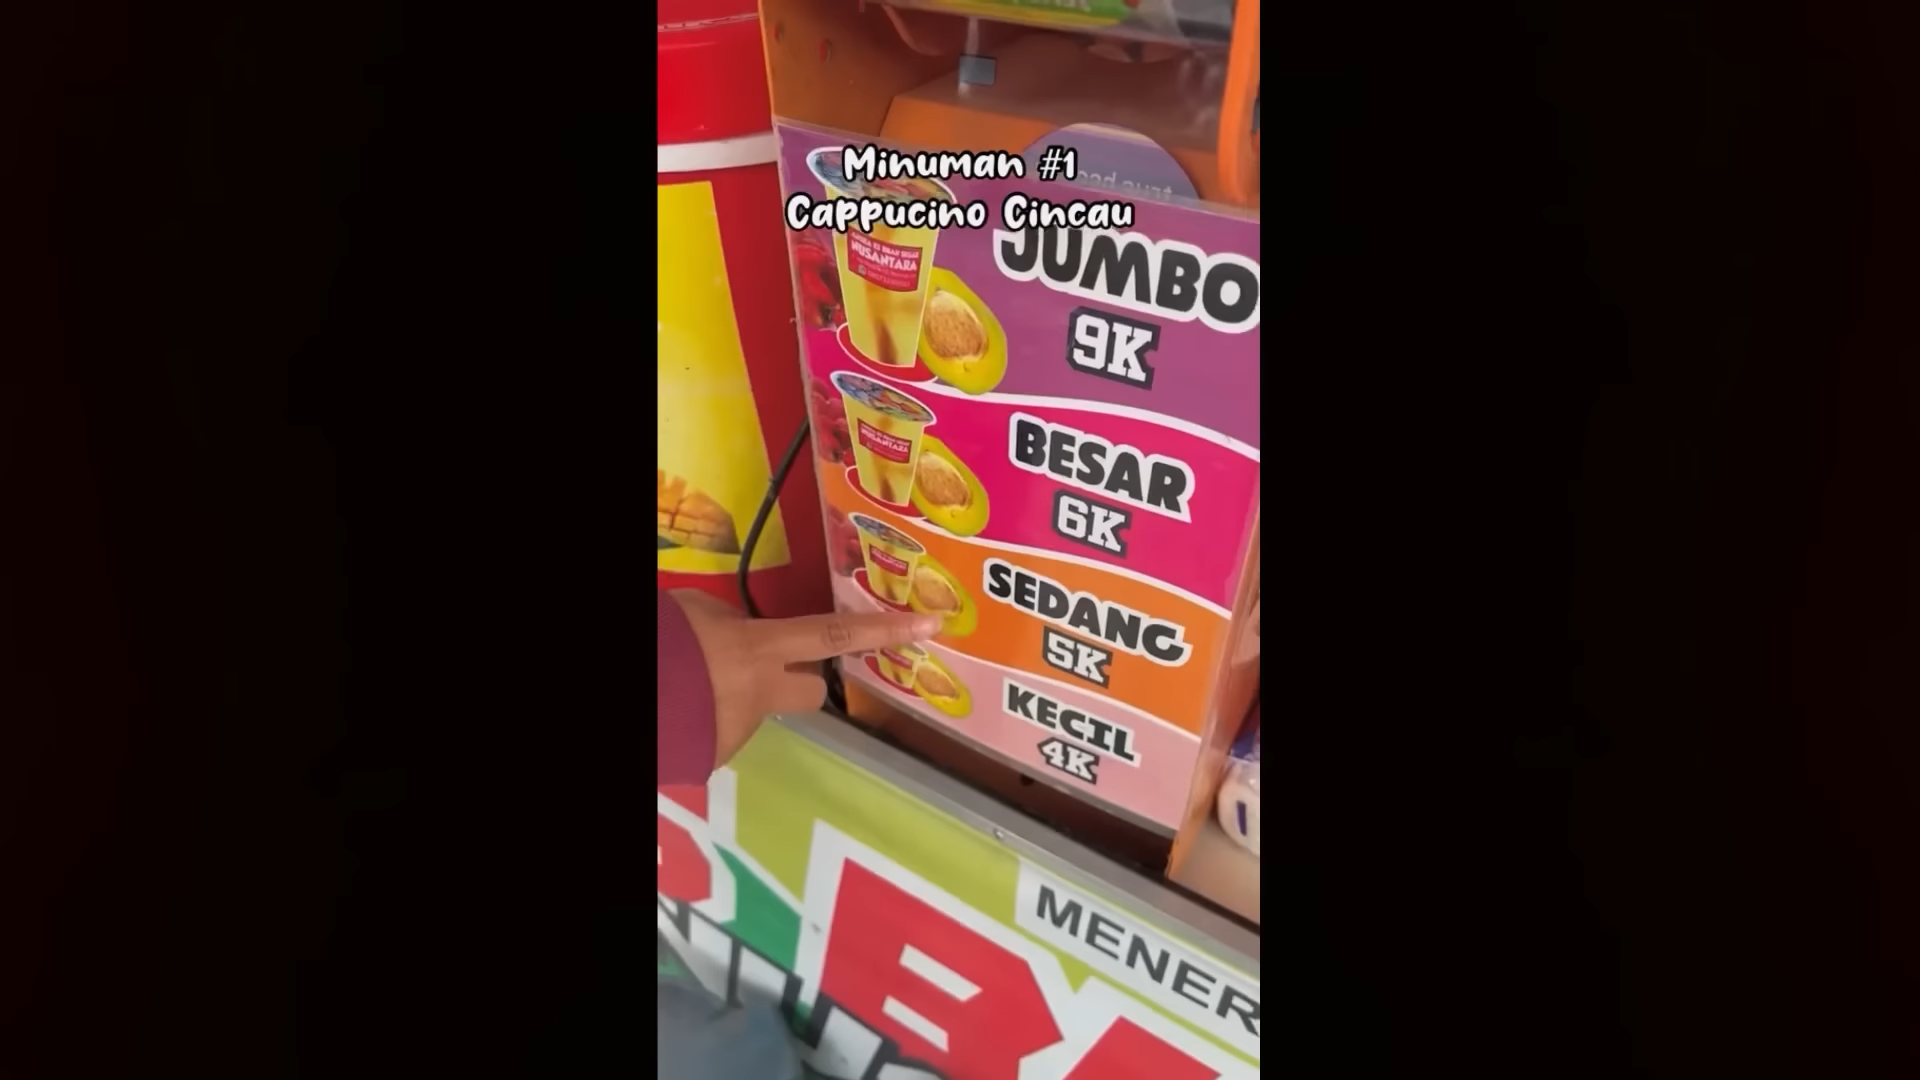 Minuman #1
Cappucino Cincau
JUMBO
9K
NUSANTARA
BESAR
6K
NUSANTARA
SEDANG
5K
KECIL
4K
MENER